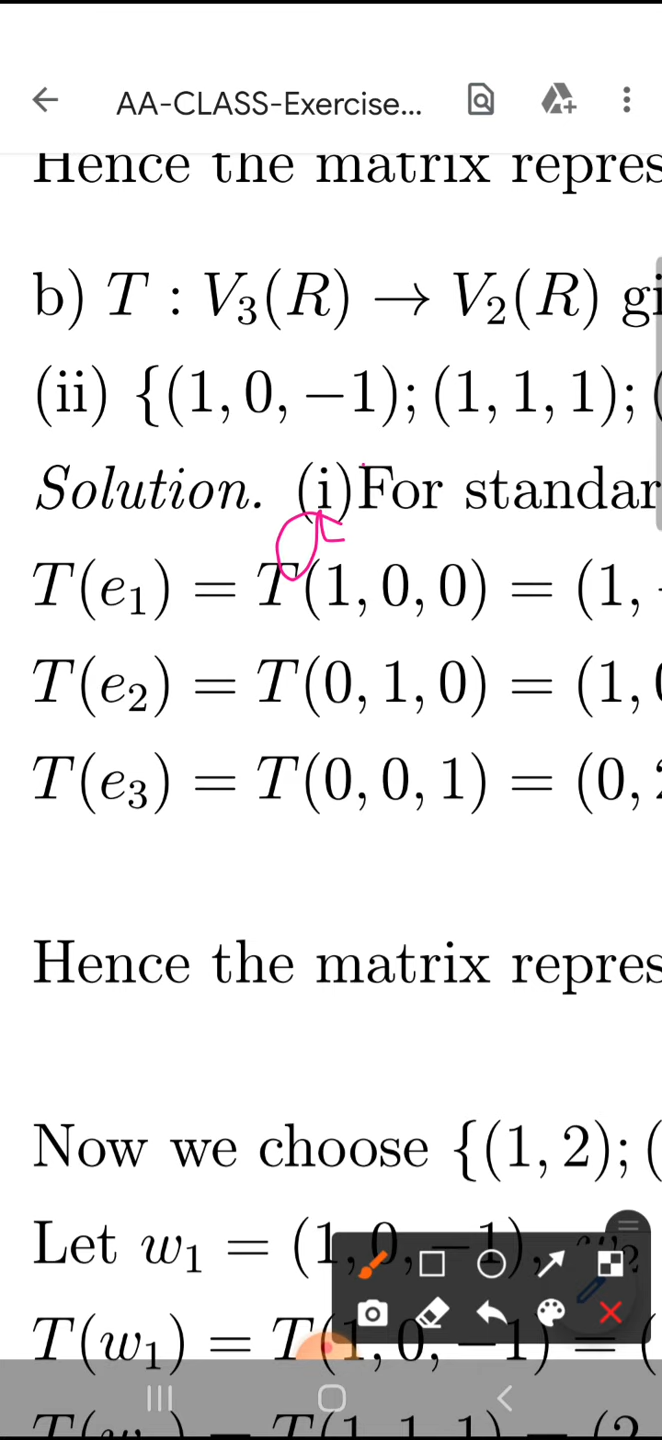 AA-CLASS-Exercise...
Hence the matrix repres
b) T : V₃(R) → V₂(R) gi
(ii) {(1, 0, −1); (1, 1, 1); (
Solution. (i)For standar
T(e₁) = T(1, 0, 0) = (1, -
T(e₂) = T(0, 1, 0) = (1, 0
T(e₃) = T(0, 0, 1) = (0, 2
Hence the matrix repres
Now we choose {(1, 2); (
Let w₁ = (1, 0, −1),
T(w₁) = T(1, 0, −1) = (